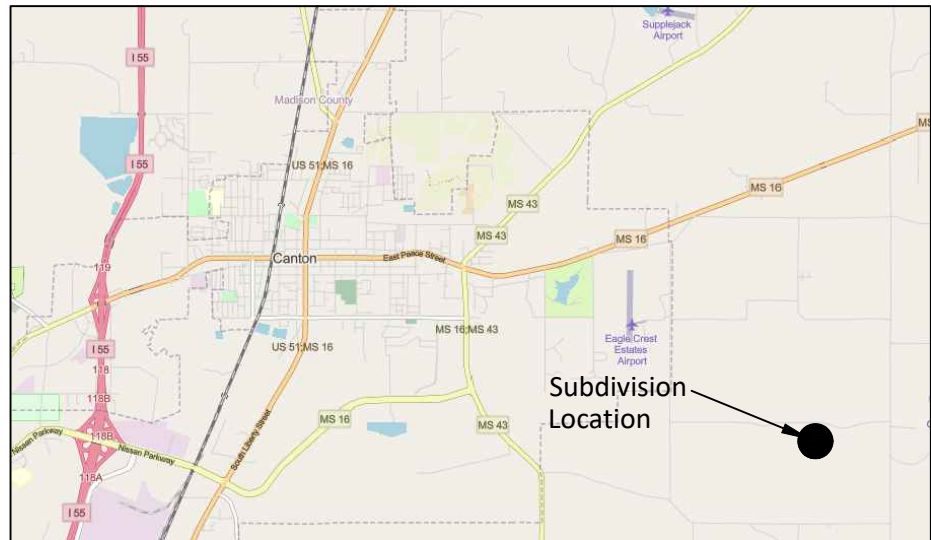 Supplejack
Airport
I 55
Madison County
MS
I 55
US 51;MS 16
MS 16
MS 43
MS 43
MS 16
119
Canton
East Peace Street
MS 16;MS 43
Eagle Crest
Estates
Airport
I 55
US 51;MS 16
118
Subdivision
Location
118B
MS 16
MS 43
Nissan Parkway
118B
Nissan Parkway
South Liberty Street
118A
I 55